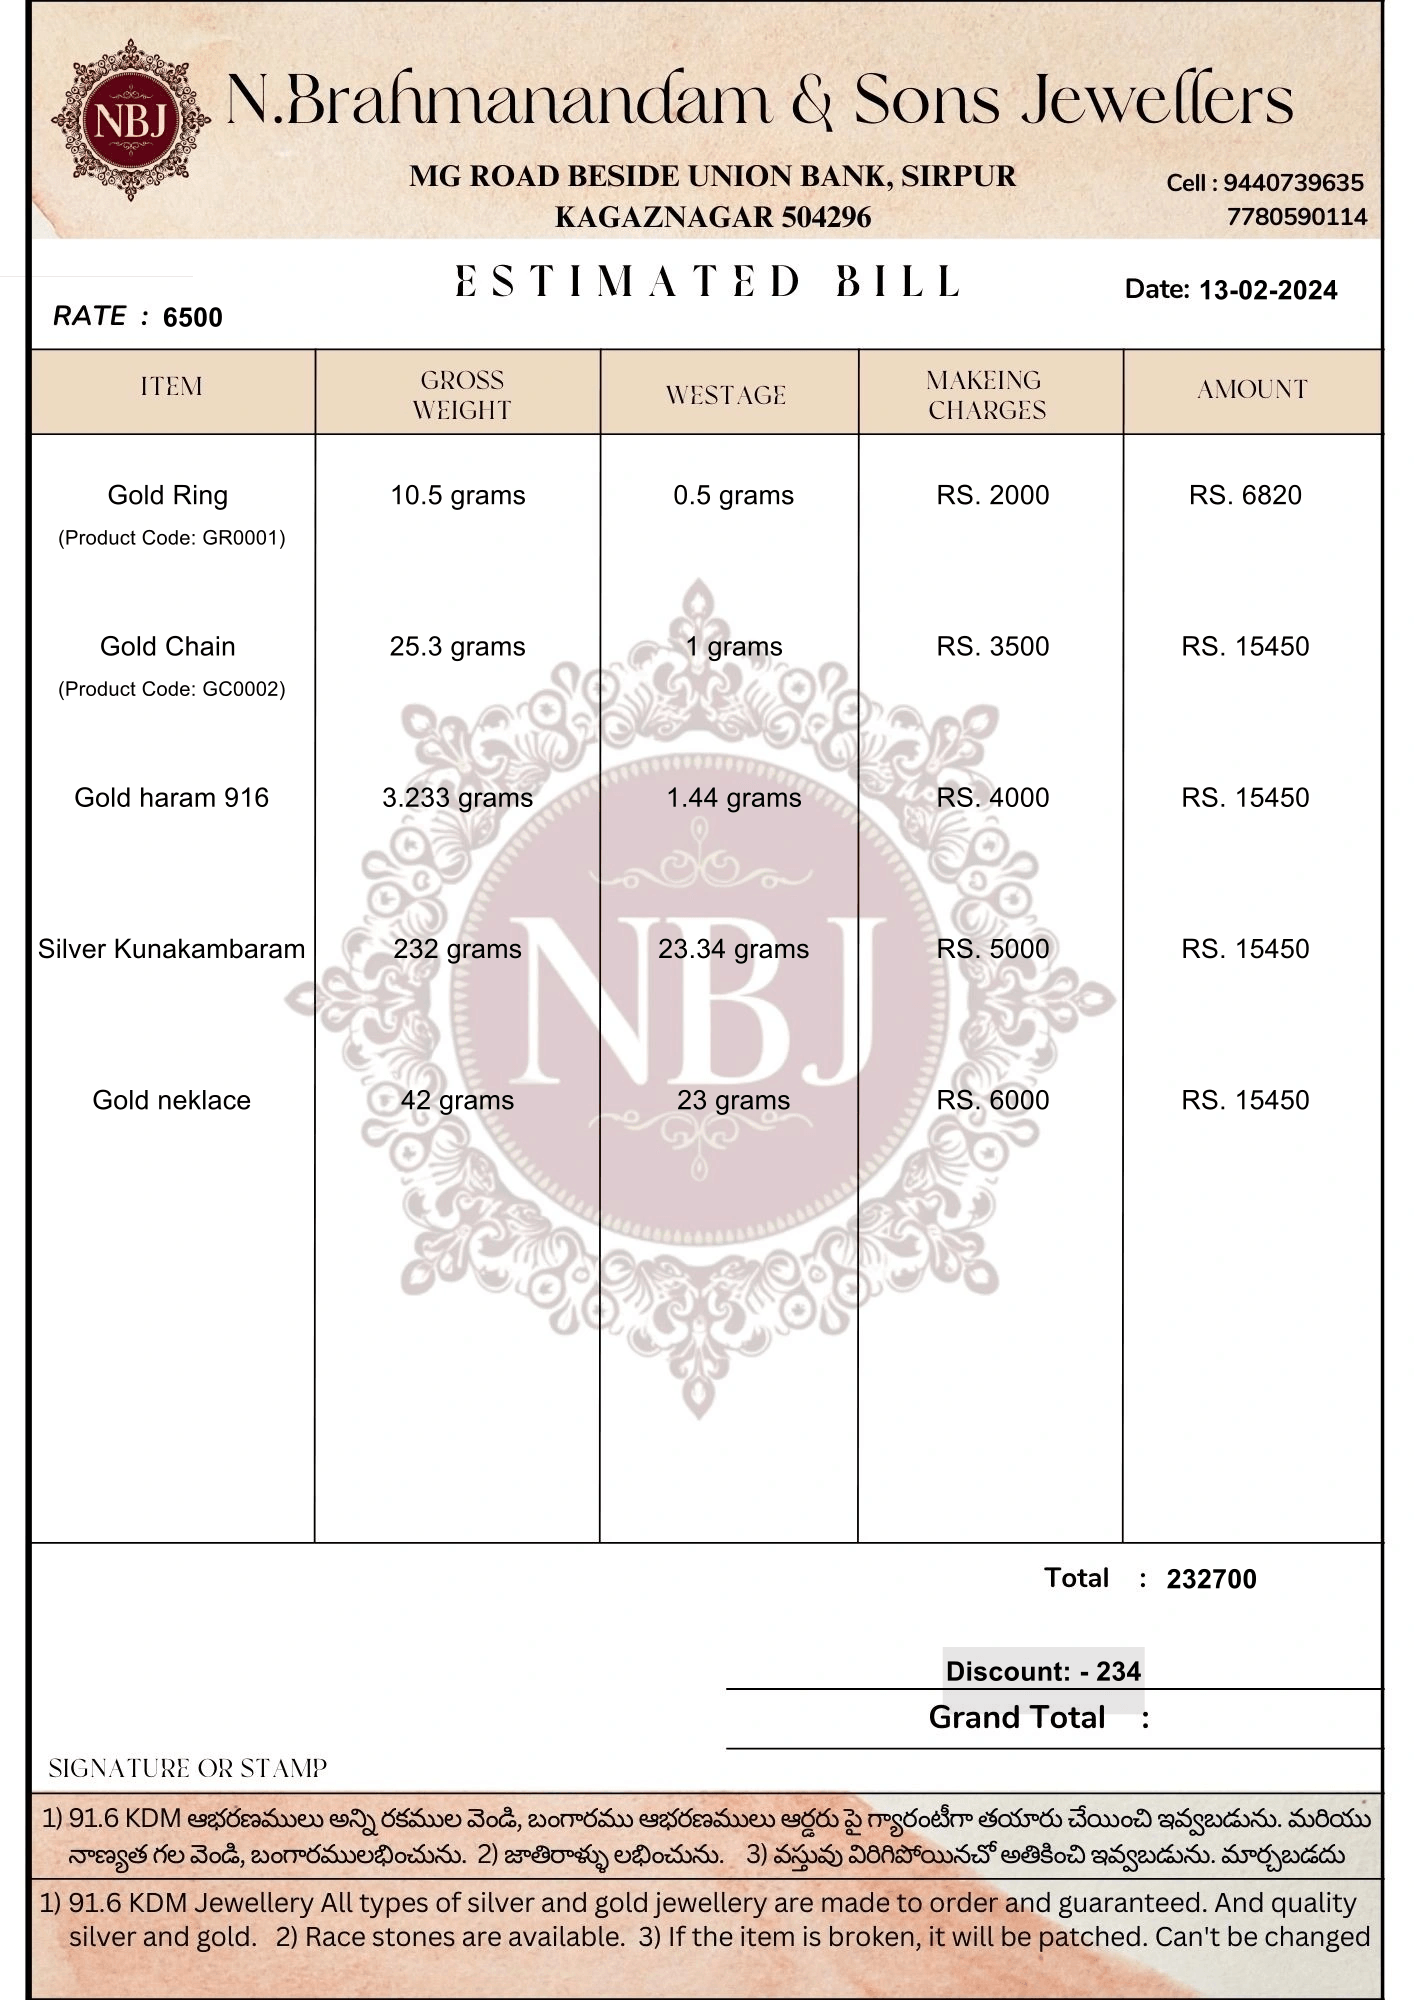 NBJ
N.Brahmanandam & Sons Jewellers
MG ROAD BESIDE UNION BANK, SIRPUR
KAGAZNAGAR 504296
Cell : 9440739635
7780590114
ESTIMATED BILL
Date: 13-02-2024
RATE : 6500
ITEM GROSS WEIGHT WESTAGE MAKEING CHARGES AMOUNT
Gold Ring 10.5 grams 0.5 grams RS. 2000 RS. 6820
(Product Code: GR0001)
Gold Chain 25.3 grams 1 grams RS. 3500 RS. 15450
(Product Code: GC0002)
Gold haram 916 3.233 grams 1.44 grams RS. 4000 RS. 15450
Silver Kunakambaram 232 grams 23.34 grams RS. 5000 RS. 15450
NBJ
Gold neklace 42 grams 23 grams RS. 6000 RS. 15450
Total : 232700
Discount: - 234
Grand Total :
SIGNATURE OR STAMP
1) 91.6 KDM ఆభరణములు అన్ని రకముల వెండి, బంగారము ఆభరణములు ఆర్డరు పై గ్యారంటీగా తయారు చేయించి ఇవ్వబడును. మరియు
నాణ్యత గల వెండి, బంగారములభించును. 2) జాతిరాళ్ళు లభించును. 3) వస్తువు విరిగిపోయినచో అతికించి ఇవ్వబడును. మార్చబడదు
1) 91.6 KDM Jewellery All types of silver and gold jewellery are made to order and guaranteed. And quality
silver and gold. 2) Race stones are available. 3) If the item is broken, it will be patched. Can't be changed